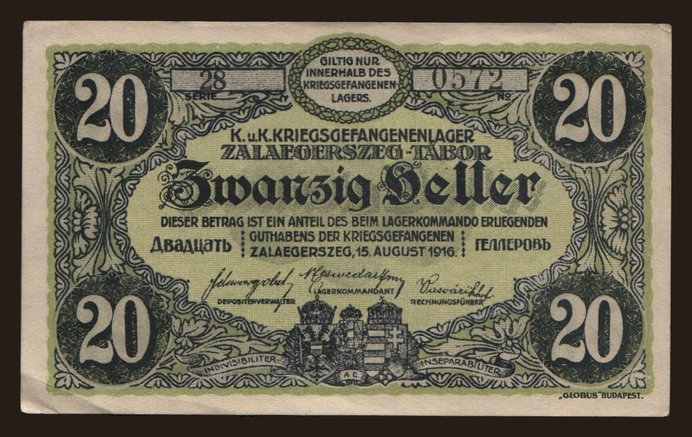 GILTIG NUR
INNERHALB DES
KRIEGSGEFANGENEN
LAGERS.
20 28 0572 20
SERIE No
K. u. K. KRIEGSGEFANGENENLAGER
ZALAEGERSZEG-TÁBOR
Zwanzig Heller
DIESER BETRAG IST EIN ANTEIL DES BEIM LAGERKOMMANDO ERLIEGENDEN
Двадцать GUTHABENS DER KRIEGSGEFANGENEN ГЕЛЛЕРОВЪ
ZALAEGERSZEG, 15. AUGUST 1916.
DEPOSITENVERWALTER LAGERKOMMANDANT RECHNUNGSFÜHRER
20 20
INDIVISIBILITER INSEPARABILITER
AC
„GLOBUS" BUDAPEST.